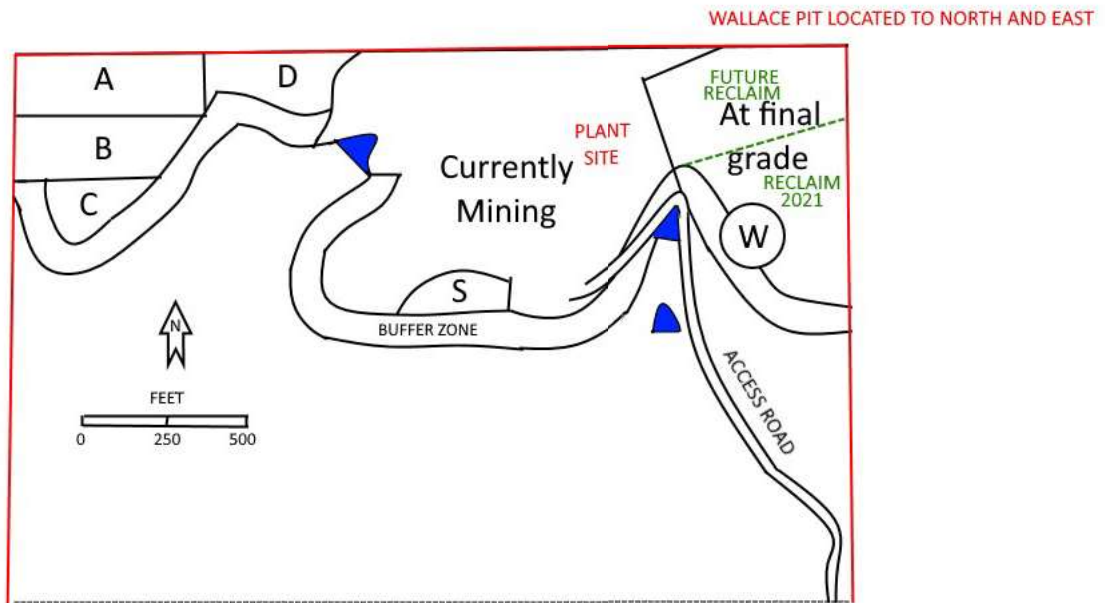 WALLACE PIT LOCATED TO NORTH AND EAST
A
D
FUTURE
RECLAIM
At final
grade
PLANT
SITE
B
Currently
Mining
RECLAIM
2021
C
W
S
BUFFER ZONE
N
ACCESS ROAD
FEET
0 250 500